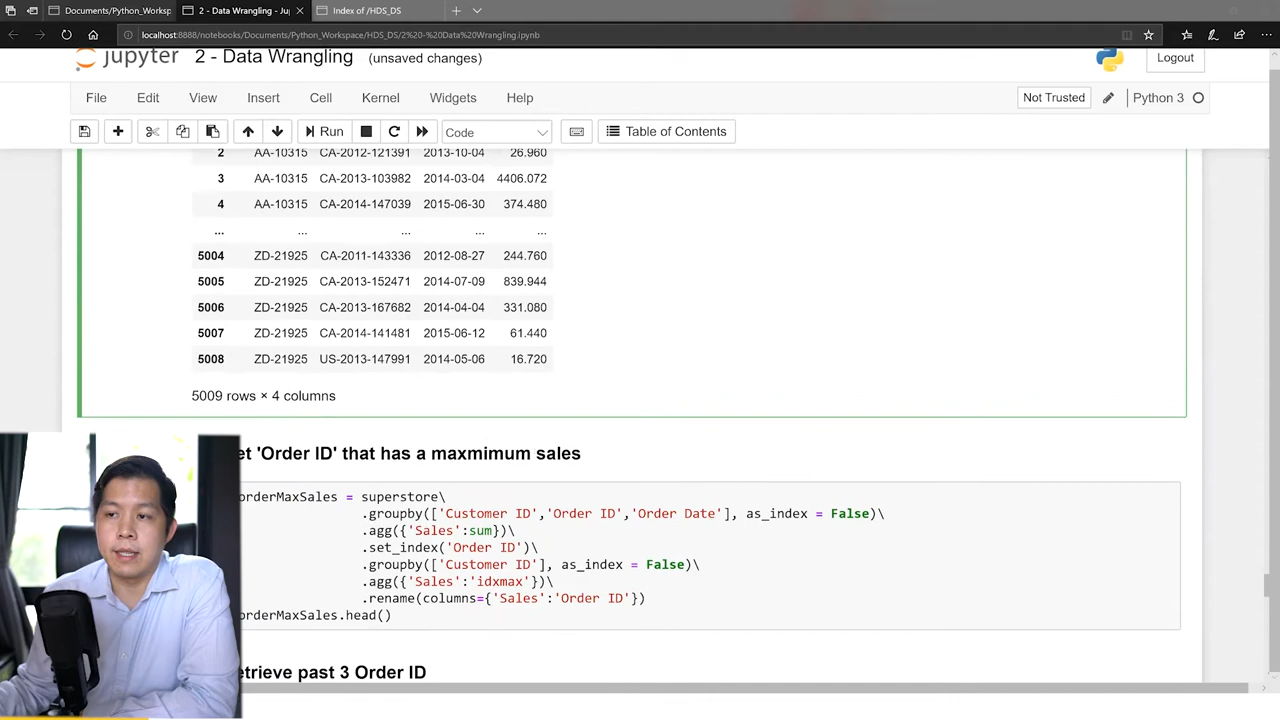 Documents/Python_Worksp
2 - Data Wrangling - Ju
Index of /HDS_DS
localhost:8888/notebooks/Documents/Python_Workspace/HDS_DS/2%20-%20Data%20Wrangling.ipynb
jupyter 2 - Data Wrangling (unsaved changes)
Logout
File Edit View Insert Cell Kernel Widgets Help
Not Trusted
Python 3
Run
Code
Table of Contents
2 AA-10315 CA-2012-121391 2013-10-04 26.960
3 AA-10315 CA-2013-103982 2014-03-04 4406.072
4 AA-10315 CA-2014-147039 2015-06-30 374.480
... ... ... ... ...
5004 ZD-21925 CA-2011-143336 2012-08-27 244.760
5005 ZD-21925 CA-2013-152471 2014-07-09 839.944
5006 ZD-21925 CA-2013-167682 2014-04-04 331.080
5007 ZD-21925 CA-2014-141481 2015-06-12 61.440
5008 ZD-21925 US-2013-147991 2014-05-06 16.720
5009 rows × 4 columns
et 'Order ID' that has a maxmimum sales
orderMaxSales = superstore\
.groupby(['Customer ID','Order ID','Order Date'], as_index = False)\
.agg({'Sales':sum})\
.set_index('Order ID')\
.groupby(['Customer ID'], as_index = False)\
.agg({'Sales':'idxmax'})\
.rename(columns={'Sales':'Order ID'})
orderMaxSales.head()
etrieve past 3 Order ID